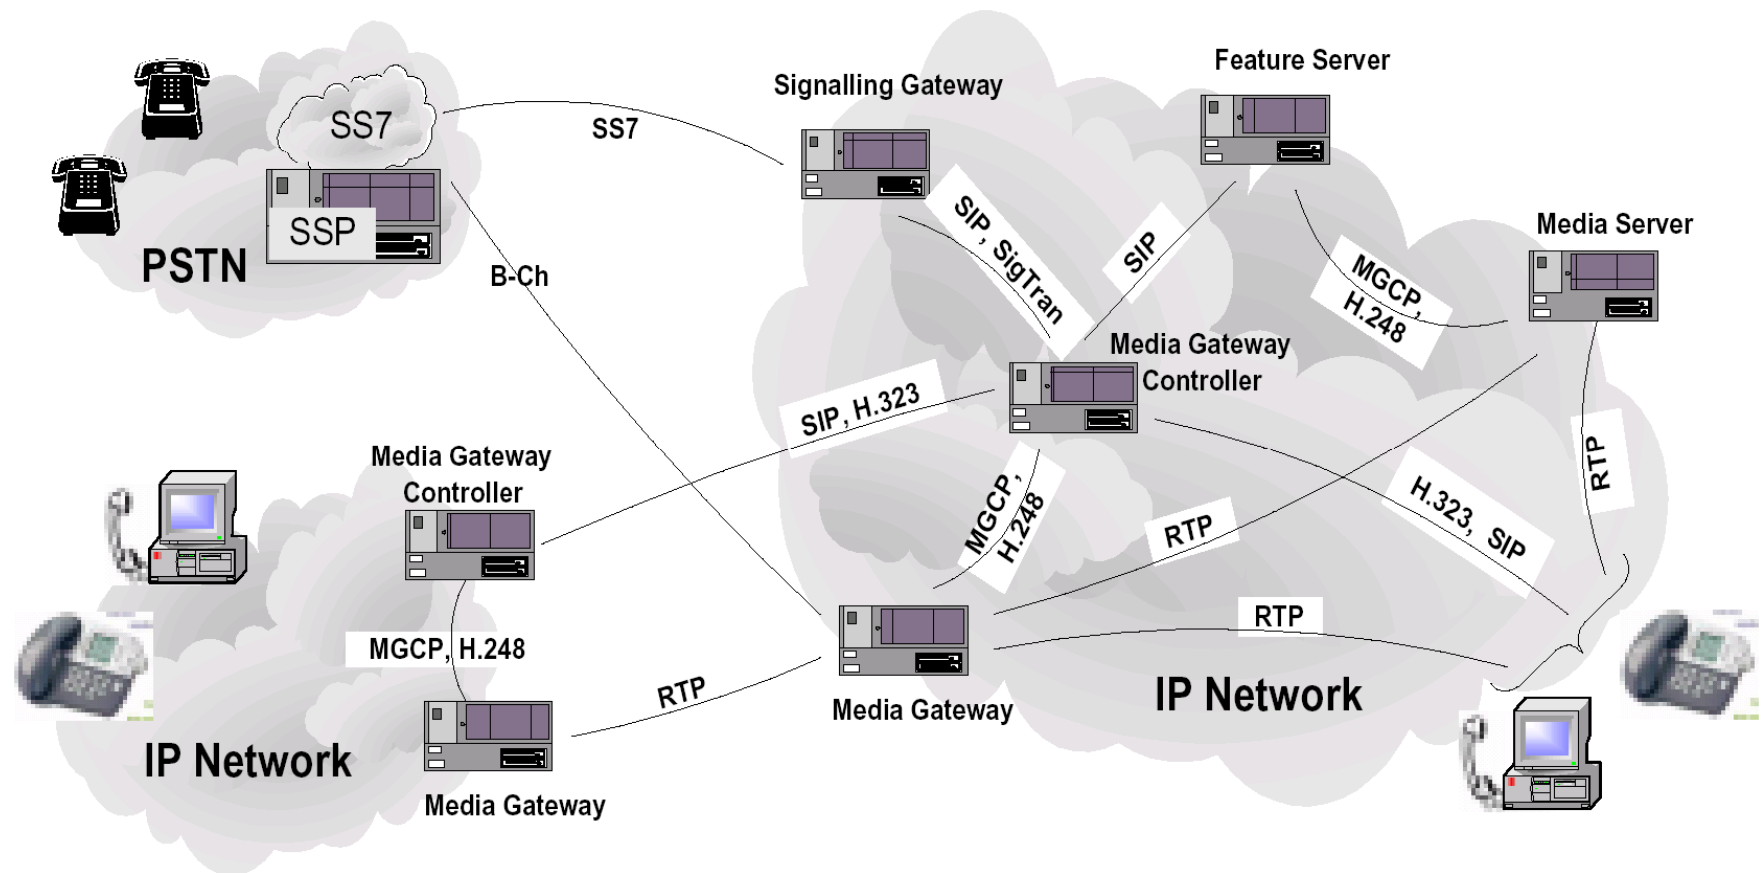 Feature Server
Signalling Gateway
SS7
SS7
SSP
PSTN
B-Ch
SIP, SigTran
SIP
MGCP,
H.248
Media Server
Media Gateway
Controller
SIP, H.323
Media Gateway
Controller
MGCP,
H.248
RTP
H.323, SIP
RTP
RTP
MGCP, H.248
RTP
IP Network
Media Gateway
IP Network
Media Gateway